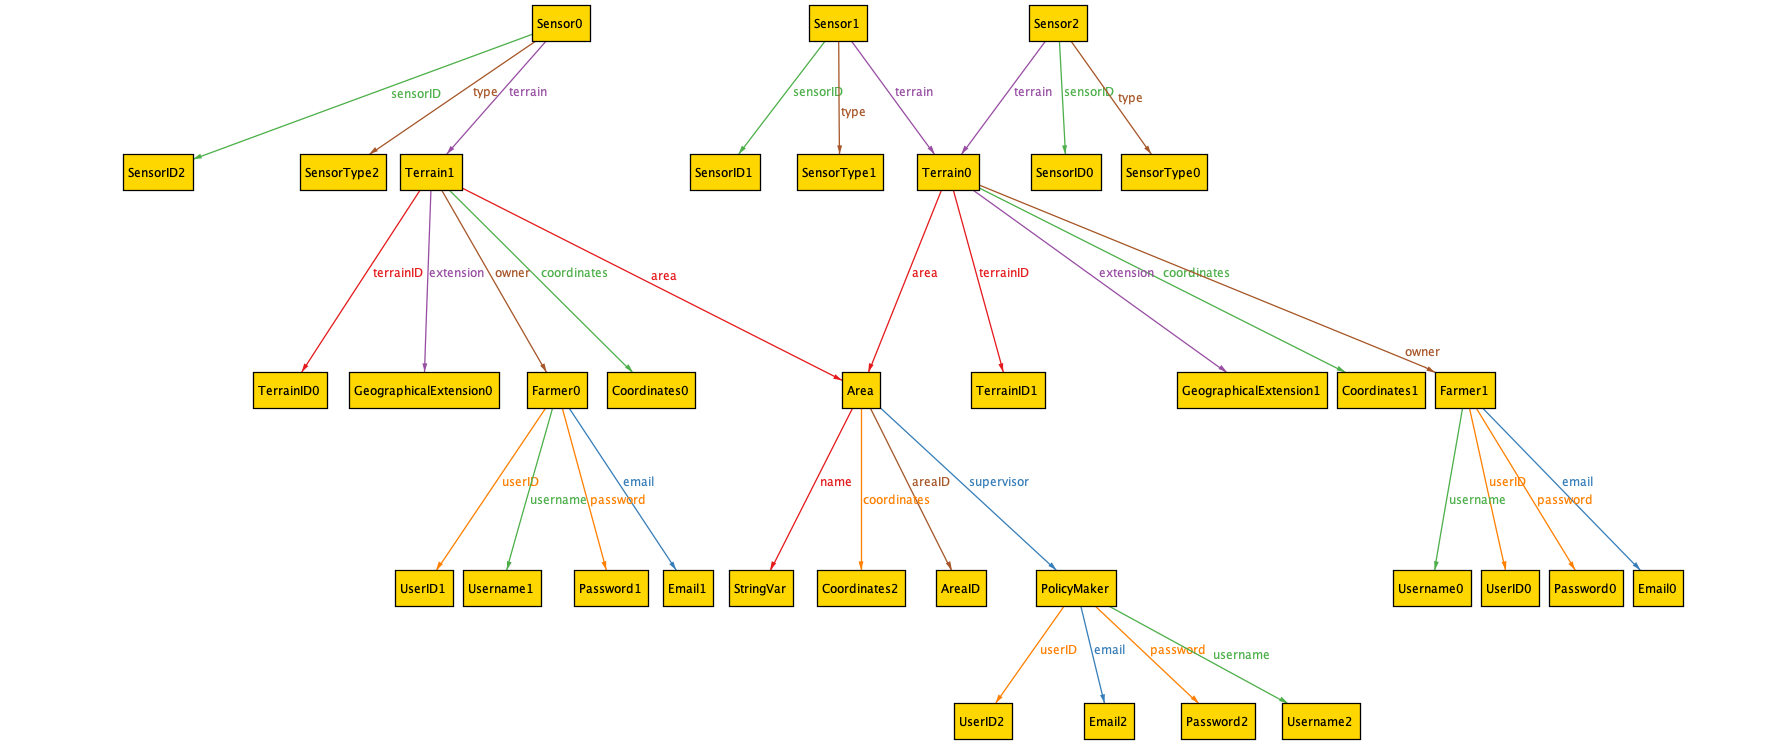 Sensor0
Sensor1
Sensor2
sensorID
type
terrain
sensorID
type
terrain
terrain
sensorID
type
SensorID2
SensorType2
Terrain1
SensorID1
SensorType1
Terrain0
SensorID0
SensorType0
terrainID
extension
owner
coordinates
area
area
terrainID
extension
coordinates
owner
TerrainID0
GeographicalExtension0
Farmer0
Coordinates0
Area
TerrainID1
GeographicalExtension1
Coordinates1
Farmer1
userID
username
password
email
name
coordinates
areaID
supervisor
username
userID
password
email
UserID1
Username1
Password1
Email1
StringVar
Coordinates2
AreaID
PolicyMaker
Username0
UserID0
Password0
Email0
userID
email
password
username
UserID2
Email2
Password2
Username2